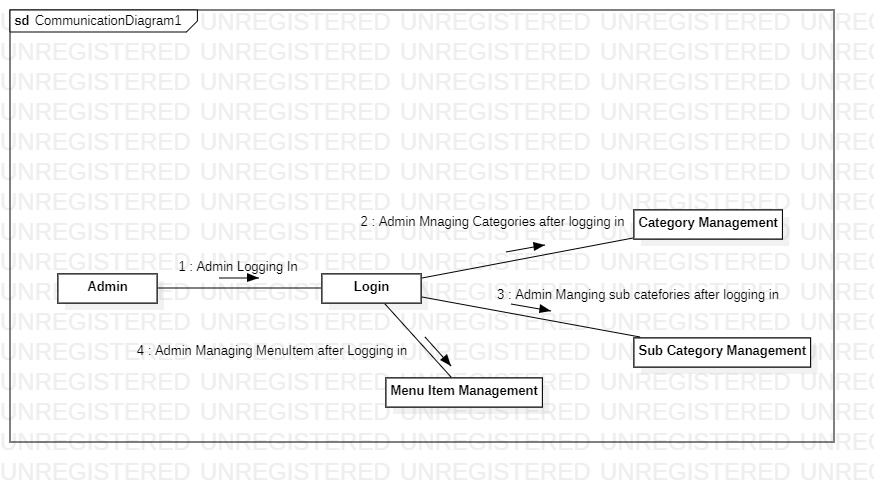 sd CommunicationDiagram1
2 : Admin Mnaging Categories after logging in
Category Management
1 : Admin Logging In
Admin
Login
3 : Admin Manging sub catefories after logging in
4 : Admin Managing MenuItem after Logging in
Sub Category Management
Menu Item Management
UNREGISTERED